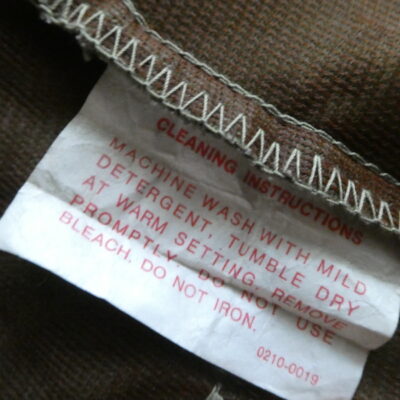 CLEANING INSTRUCTIONS
MACHINE WASH WITH MILD
DETERGENT, TUMBLE DRY
AT WARM SETTING, REMOVE
PROMPTLY, DO NOT USE
BLEACH, DO NOT IRON.
0210-0019